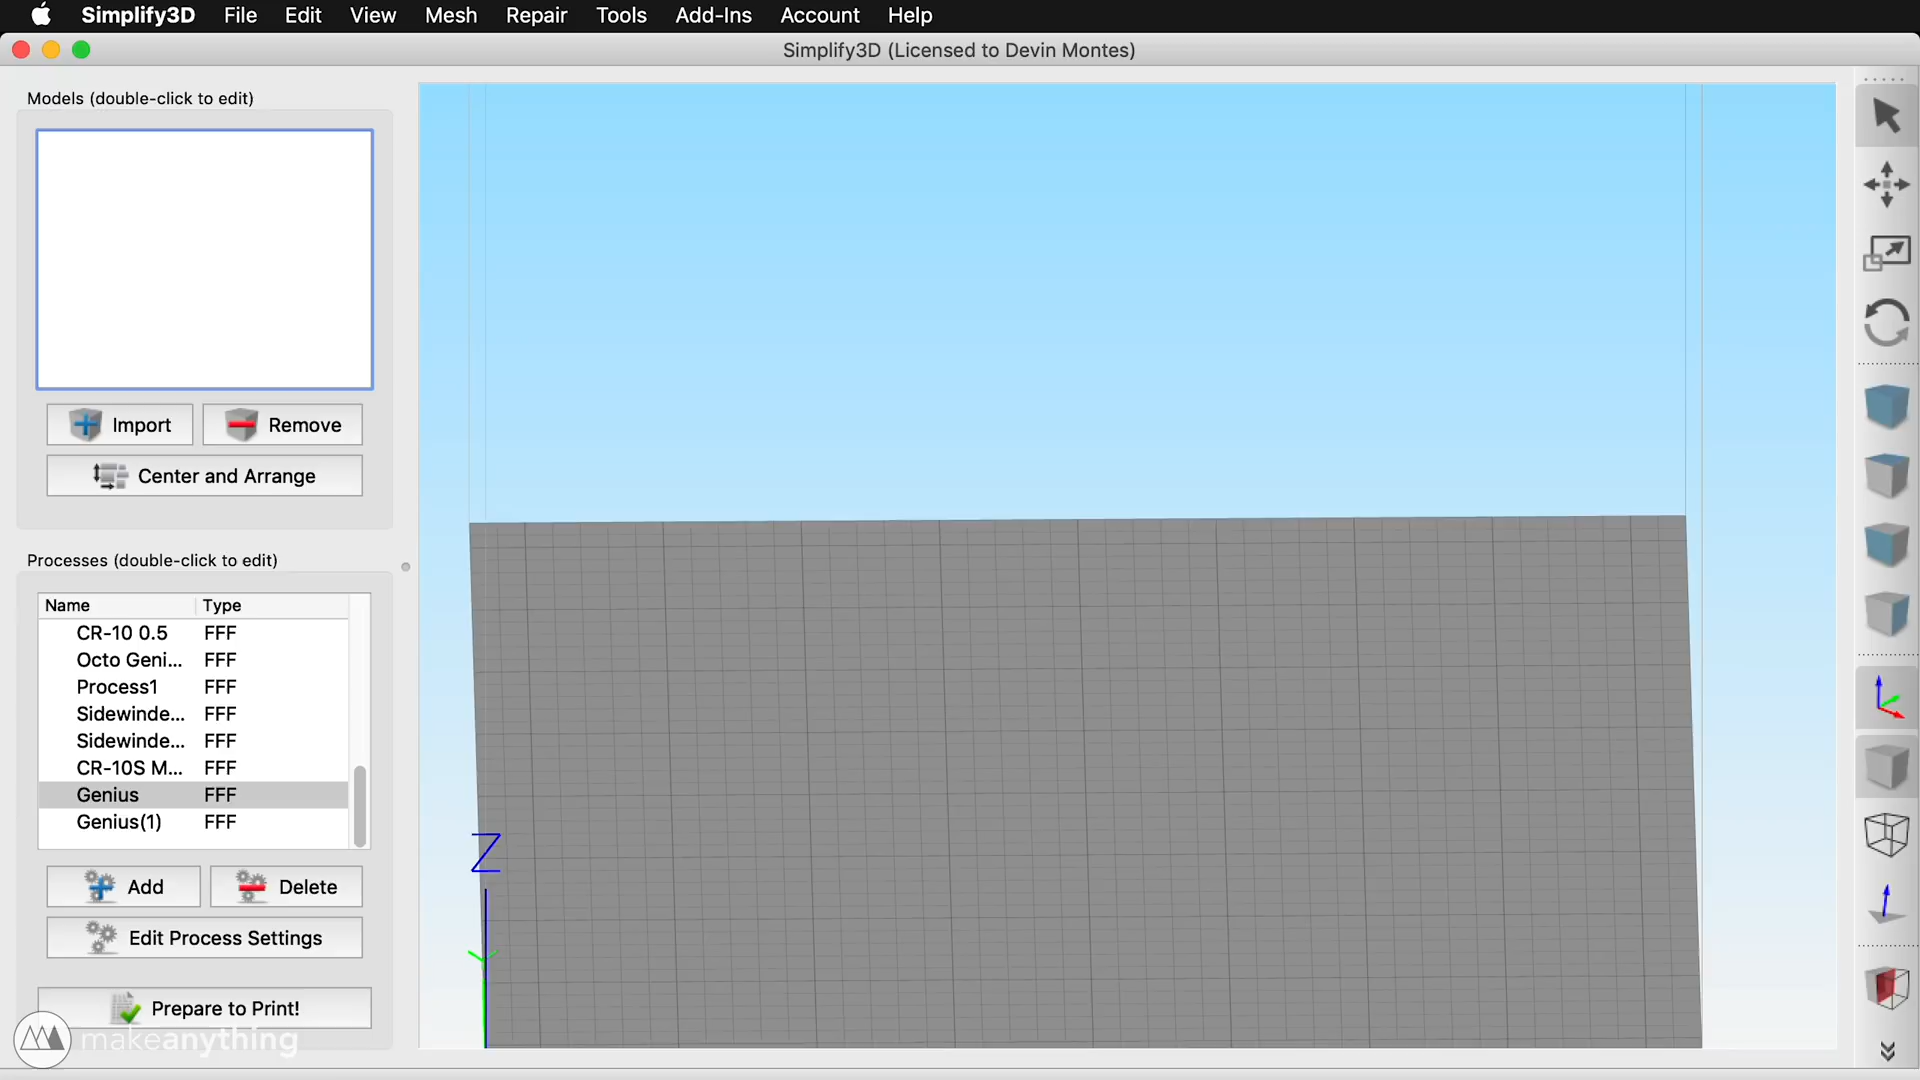 Simplify3D File Edit View Mesh Repair Tools Add-Ins Account Help
Simplify3D (Licensed to Devin Montes)
Models (double-click to edit)
Import Remove
Center and Arrange
Processes (double-click to edit)
Name Type
CR-10 0.5 FFF
Octo Geni... FFF
Process1 FFF
Sidewinde... FFF
Sidewinde... FFF
CR-10S M... FFF
Genius FFF
Genius(1) FFF
Add Delete
Edit Process Settings
Prepare to Print!
makeanything
Z
Y